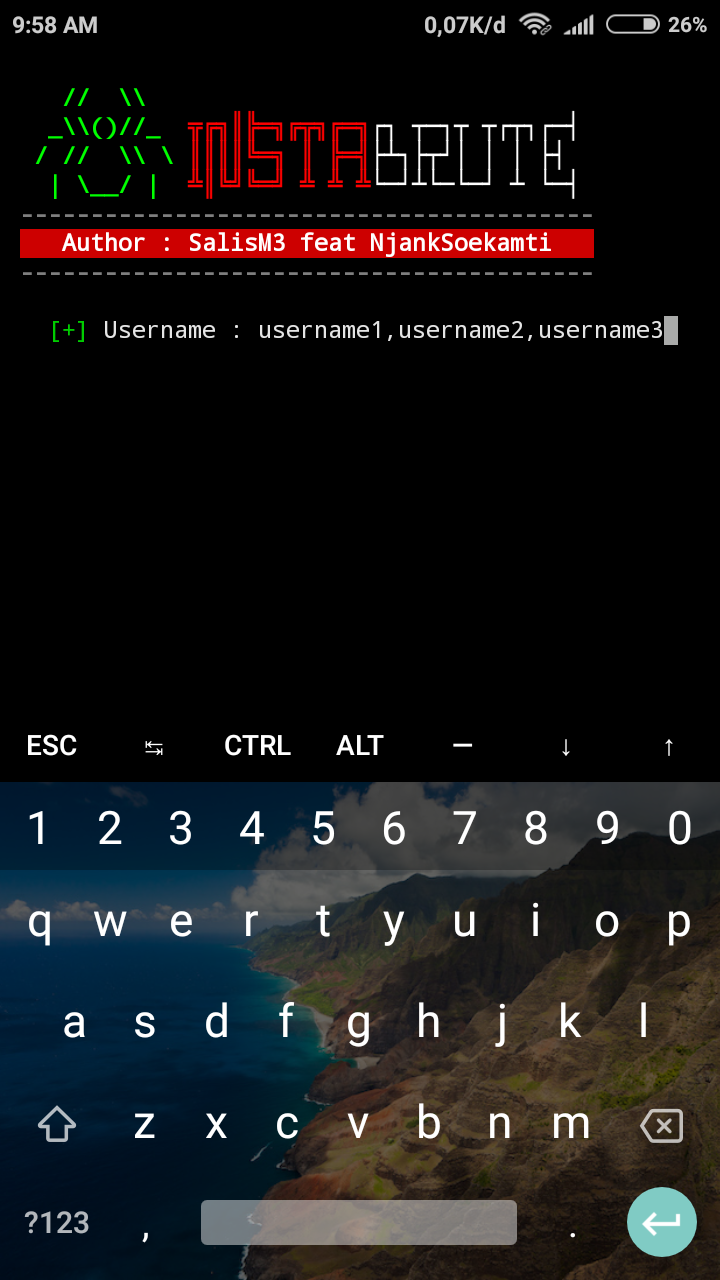 9:58 AM 0,07K/d 26%
INSTABRUTE
Author : SalisM3 feat NjankSoekamti
[+] Username : username1,username2,username3
ESC CTRL ALT – ↓ ↑
1 2 3 4 5 6 7 8 9 0
q w e r t y u i o p
a s d f g h j k l
z x c v b n m
?123 , .